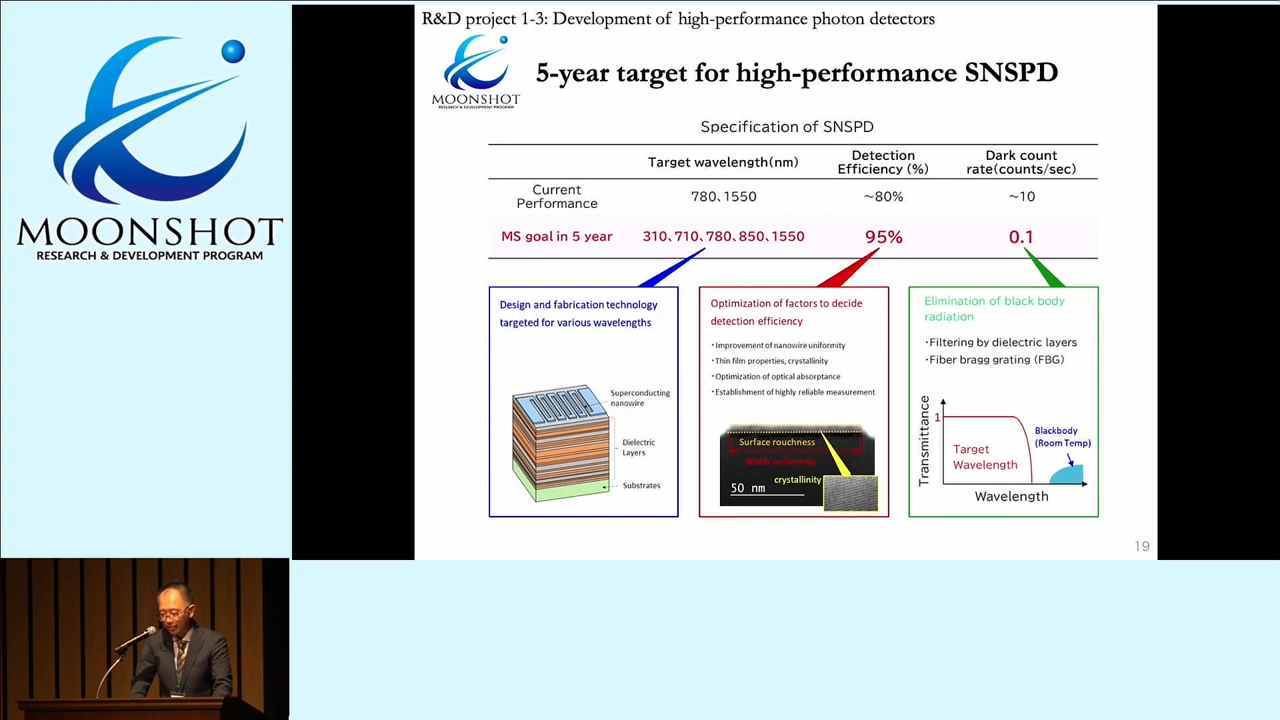 MOONSHOT
RESEARCH & DEVELOPMENT PROGRAM
R&D project 1-3: Development of high-performance photon detectors
MOONSHOT
RESEARCH & DEVELOPMENT PROGRAM
5-year target for high-performance SNSPD
Specification of SNSPD
Target wavelength(nm)
Detection
Efficiency (%)
Dark count
rate(counts/sec)
Current
Performance
780、1550
~80%
~10
MS goal in 5 year
310、710、780、850、1550
95%
0.1
Design and fabrication technology
targeted for various wavelengths
Superconducting
nanowire
Dielectric
Layers
Substrates
Optimization of factors to decide
detection efficiency
・Improvement of nanowire uniformity
・Thin film properties, crystallinity
・Optimization of optical absorptance
・Establishment of highly reliable measurement
Surface rouchness
Width uniformity
crystallinity
50 nm
Elimination of black body
radiation
・Filtering by dielectric layers
・Fiber bragg grating (FBG)
Transmittance
1
Target
Wavelength
Blackbody
(Room Temp)
Wavelength
19